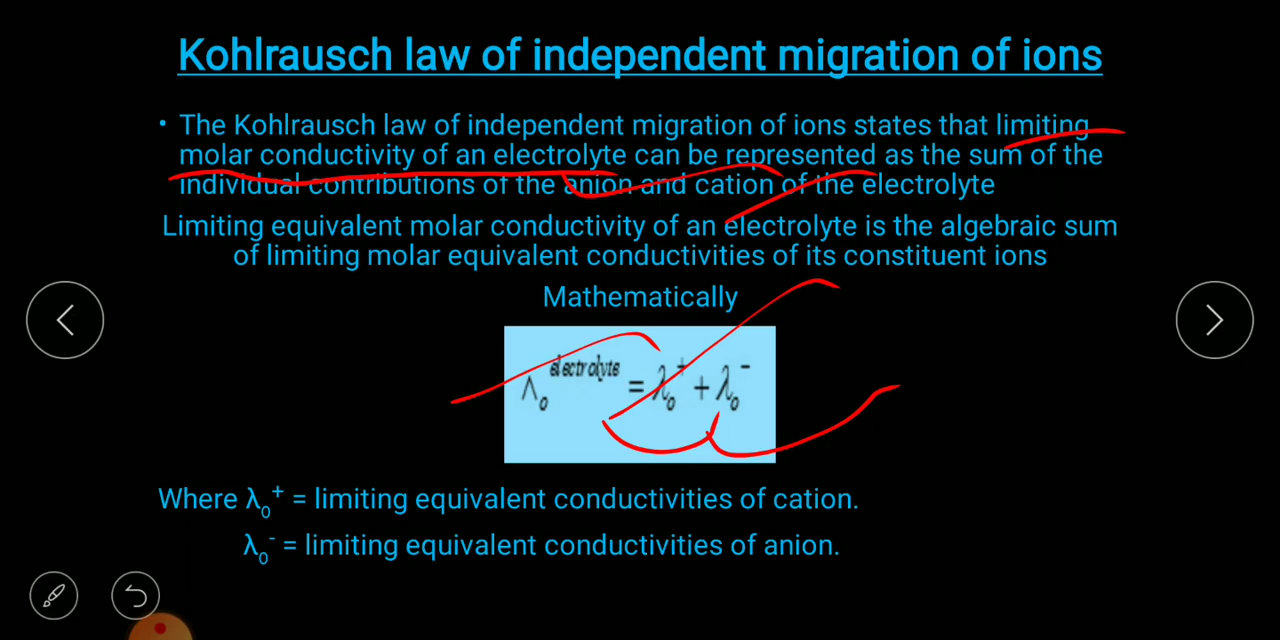 Kohlrausch law of independent migration of ions
• The Kohlrausch law of independent migration of ions states that limiting
molar conductivity of an electrolyte can be represented as the sum of the
individual contributions of the anion and cation of the electrolyte
Limiting equivalent molar conductivity of an electrolyte is the algebraic sum
of limiting molar equivalent conductivities of its constituent ions
Mathematically
Λ₀^electrolyte = λ₀⁺ + λ₀⁻
Where λ₀⁺ = limiting equivalent conductivities of cation.
λ₀⁻ = limiting equivalent conductivities of anion.